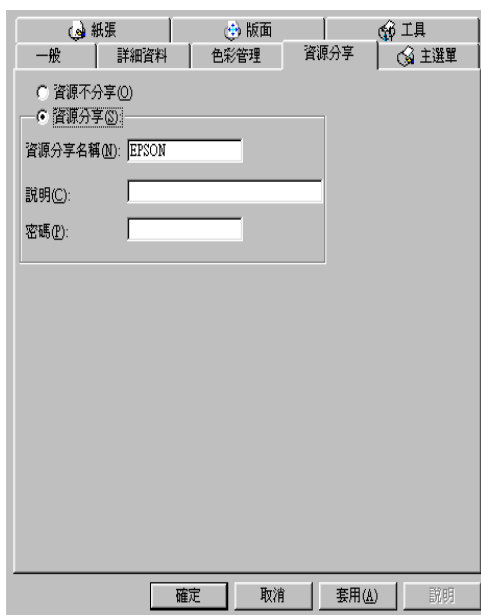 紙張 版面 工具
一般 詳細資料 色彩管理 資源分享 主選單
資源不分享(O)
資源分享(S):
資源分享名稱(N): EPSON
說明(C):
密碼(P):
確定 取消 套用(A) 說明